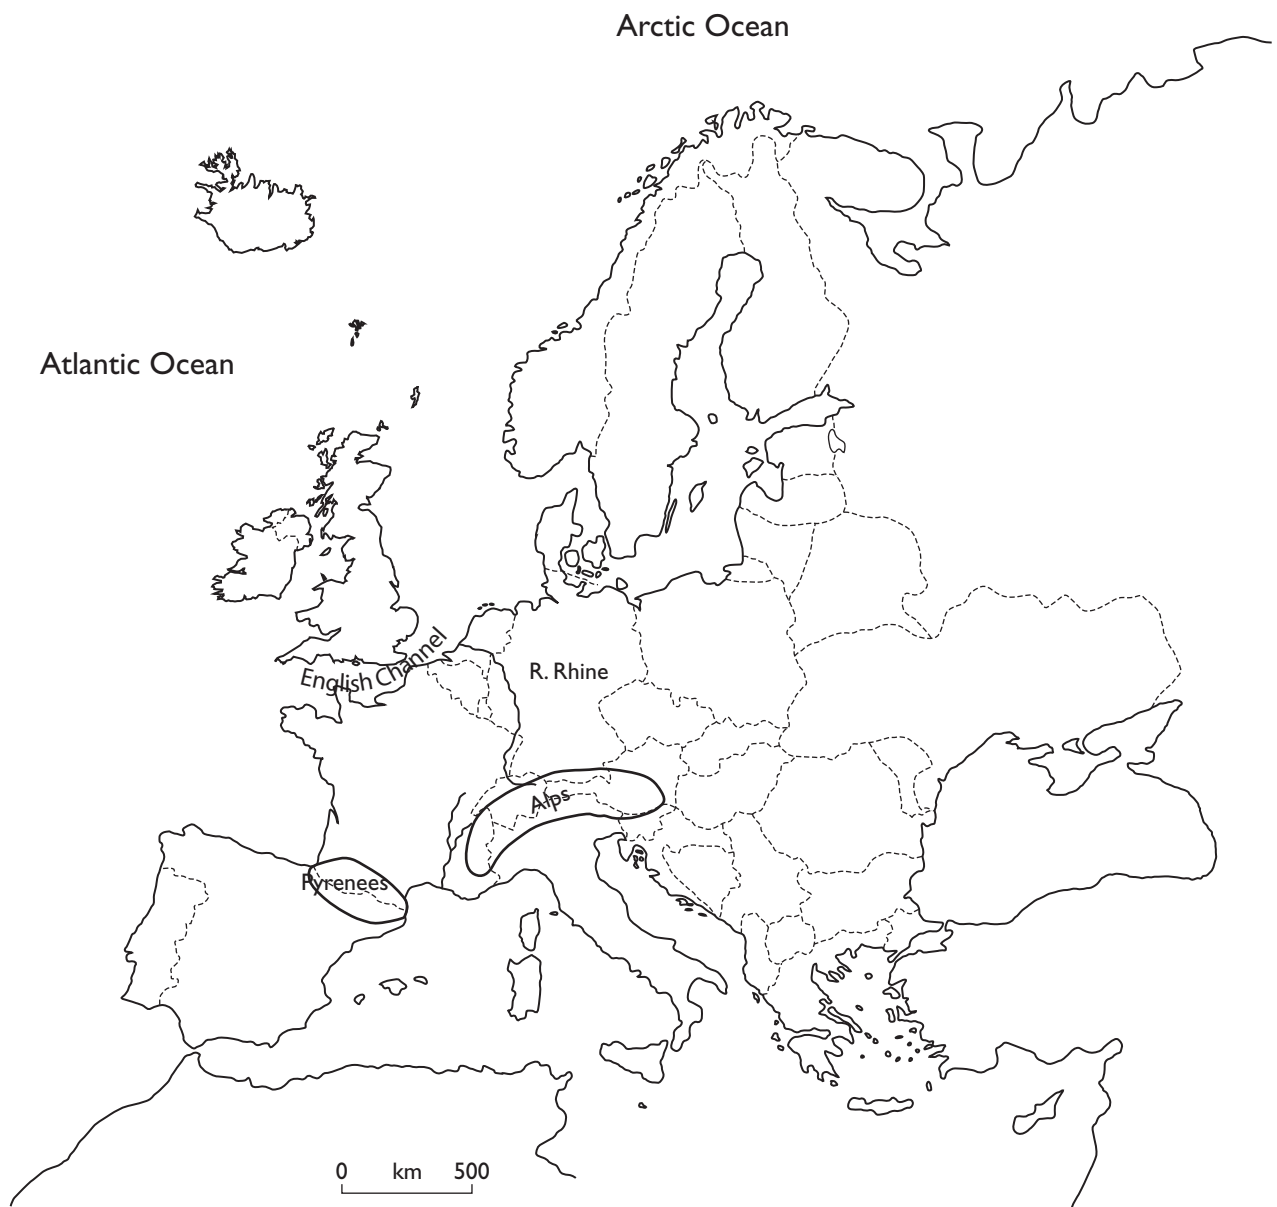 Arctic Ocean
Atlantic Ocean
English Channel
R. Rhine
Alps
Pyrenees
0 km 500